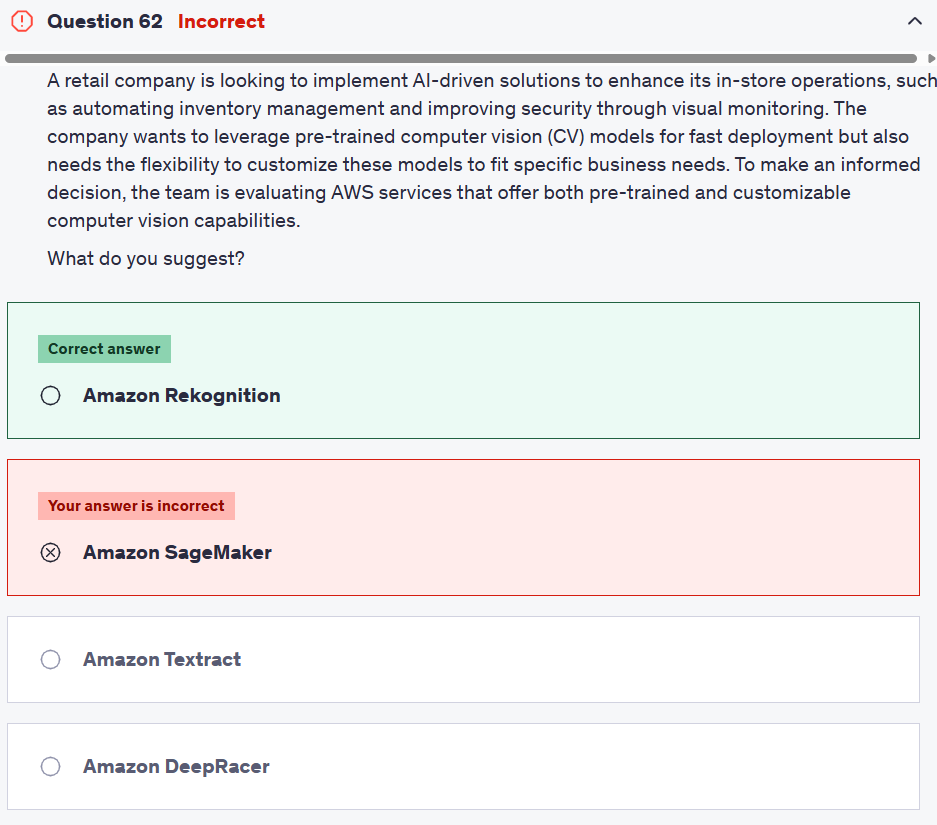 Question 62 Incorrect
A retail company is looking to implement AI-driven solutions to enhance its in-store operations, such
as automating inventory management and improving security through visual monitoring. The
company wants to leverage pre-trained computer vision (CV) models for fast deployment but also
needs the flexibility to customize these models to fit specific business needs. To make an informed
decision, the team is evaluating AWS services that offer both pre-trained and customizable
computer vision capabilities.
What do you suggest?
Correct answer
Amazon Rekognition
Your answer is incorrect
Amazon SageMaker
Amazon Textract
Amazon DeepRacer